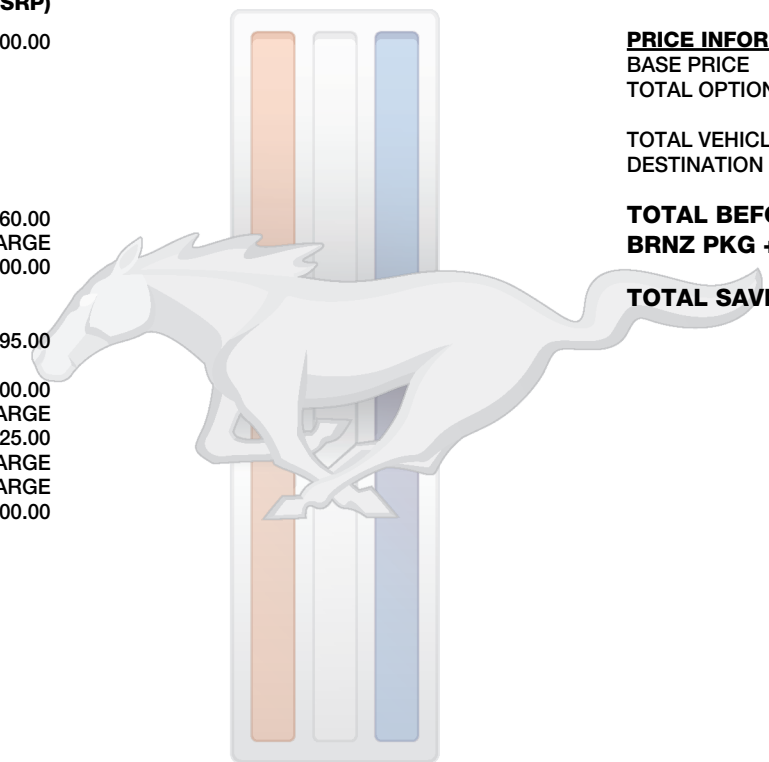 SRP)
00.00
60.00
ARGE
00.00
95.00
00.00
ARGE
25.00
ARGE
ARGE
00.00
PRICE INFOR
BASE PRICE
TOTAL OPTION
TOTAL VEHICL
DESTINATION
TOTAL BEFO
BRNZ PKG +
TOTAL SAVI